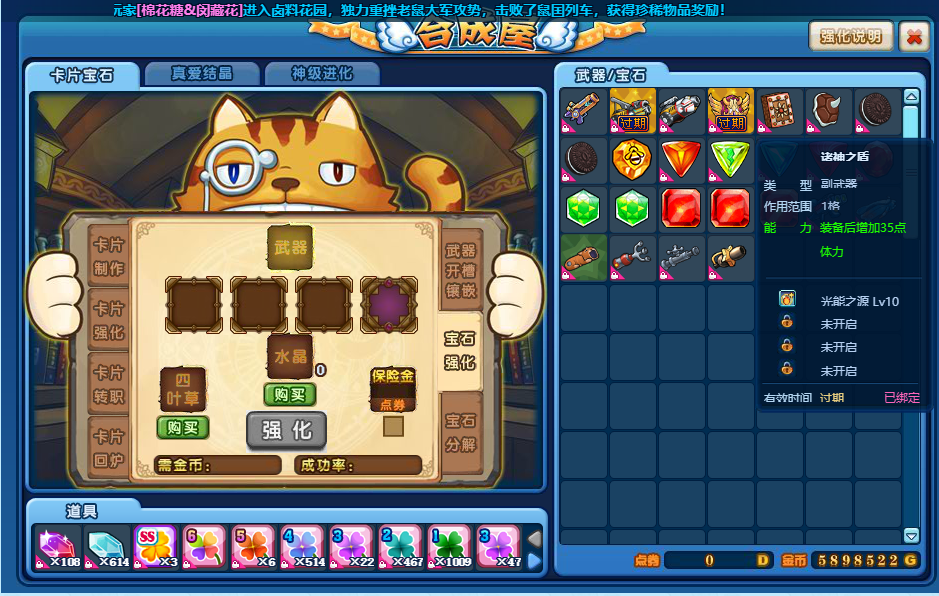 元家[棉花糖&闵藏花]进入卤料花园，独力重挫老鼠大军攻势，击败了鼠国列车，获得珍稀物品奖励！
合成屋
强化说明
卡片宝石
真爱结晶
神级进化
武器/宝石
过期
过期
卡片制作
卡片强化
卡片转职
卡片回炉
武器
水晶
0
购买
四叶草
购买
保险金
点券
强化
需金币：
成功率：
武器开槽镶嵌
宝石强化
宝石分解
诸神之盾
类型 副武器
作用范围 1格
能力 装备后增加35点体力
光能之源 Lv10
未开启
未开启
未开启
有效时间 过期 已绑定
道具
×108
×614
SS ×3
6
5 ×6
4 ×514
3 ×22
2 ×467
1 ×1009
3 ×47
点券 0 D 金币 5898522 G